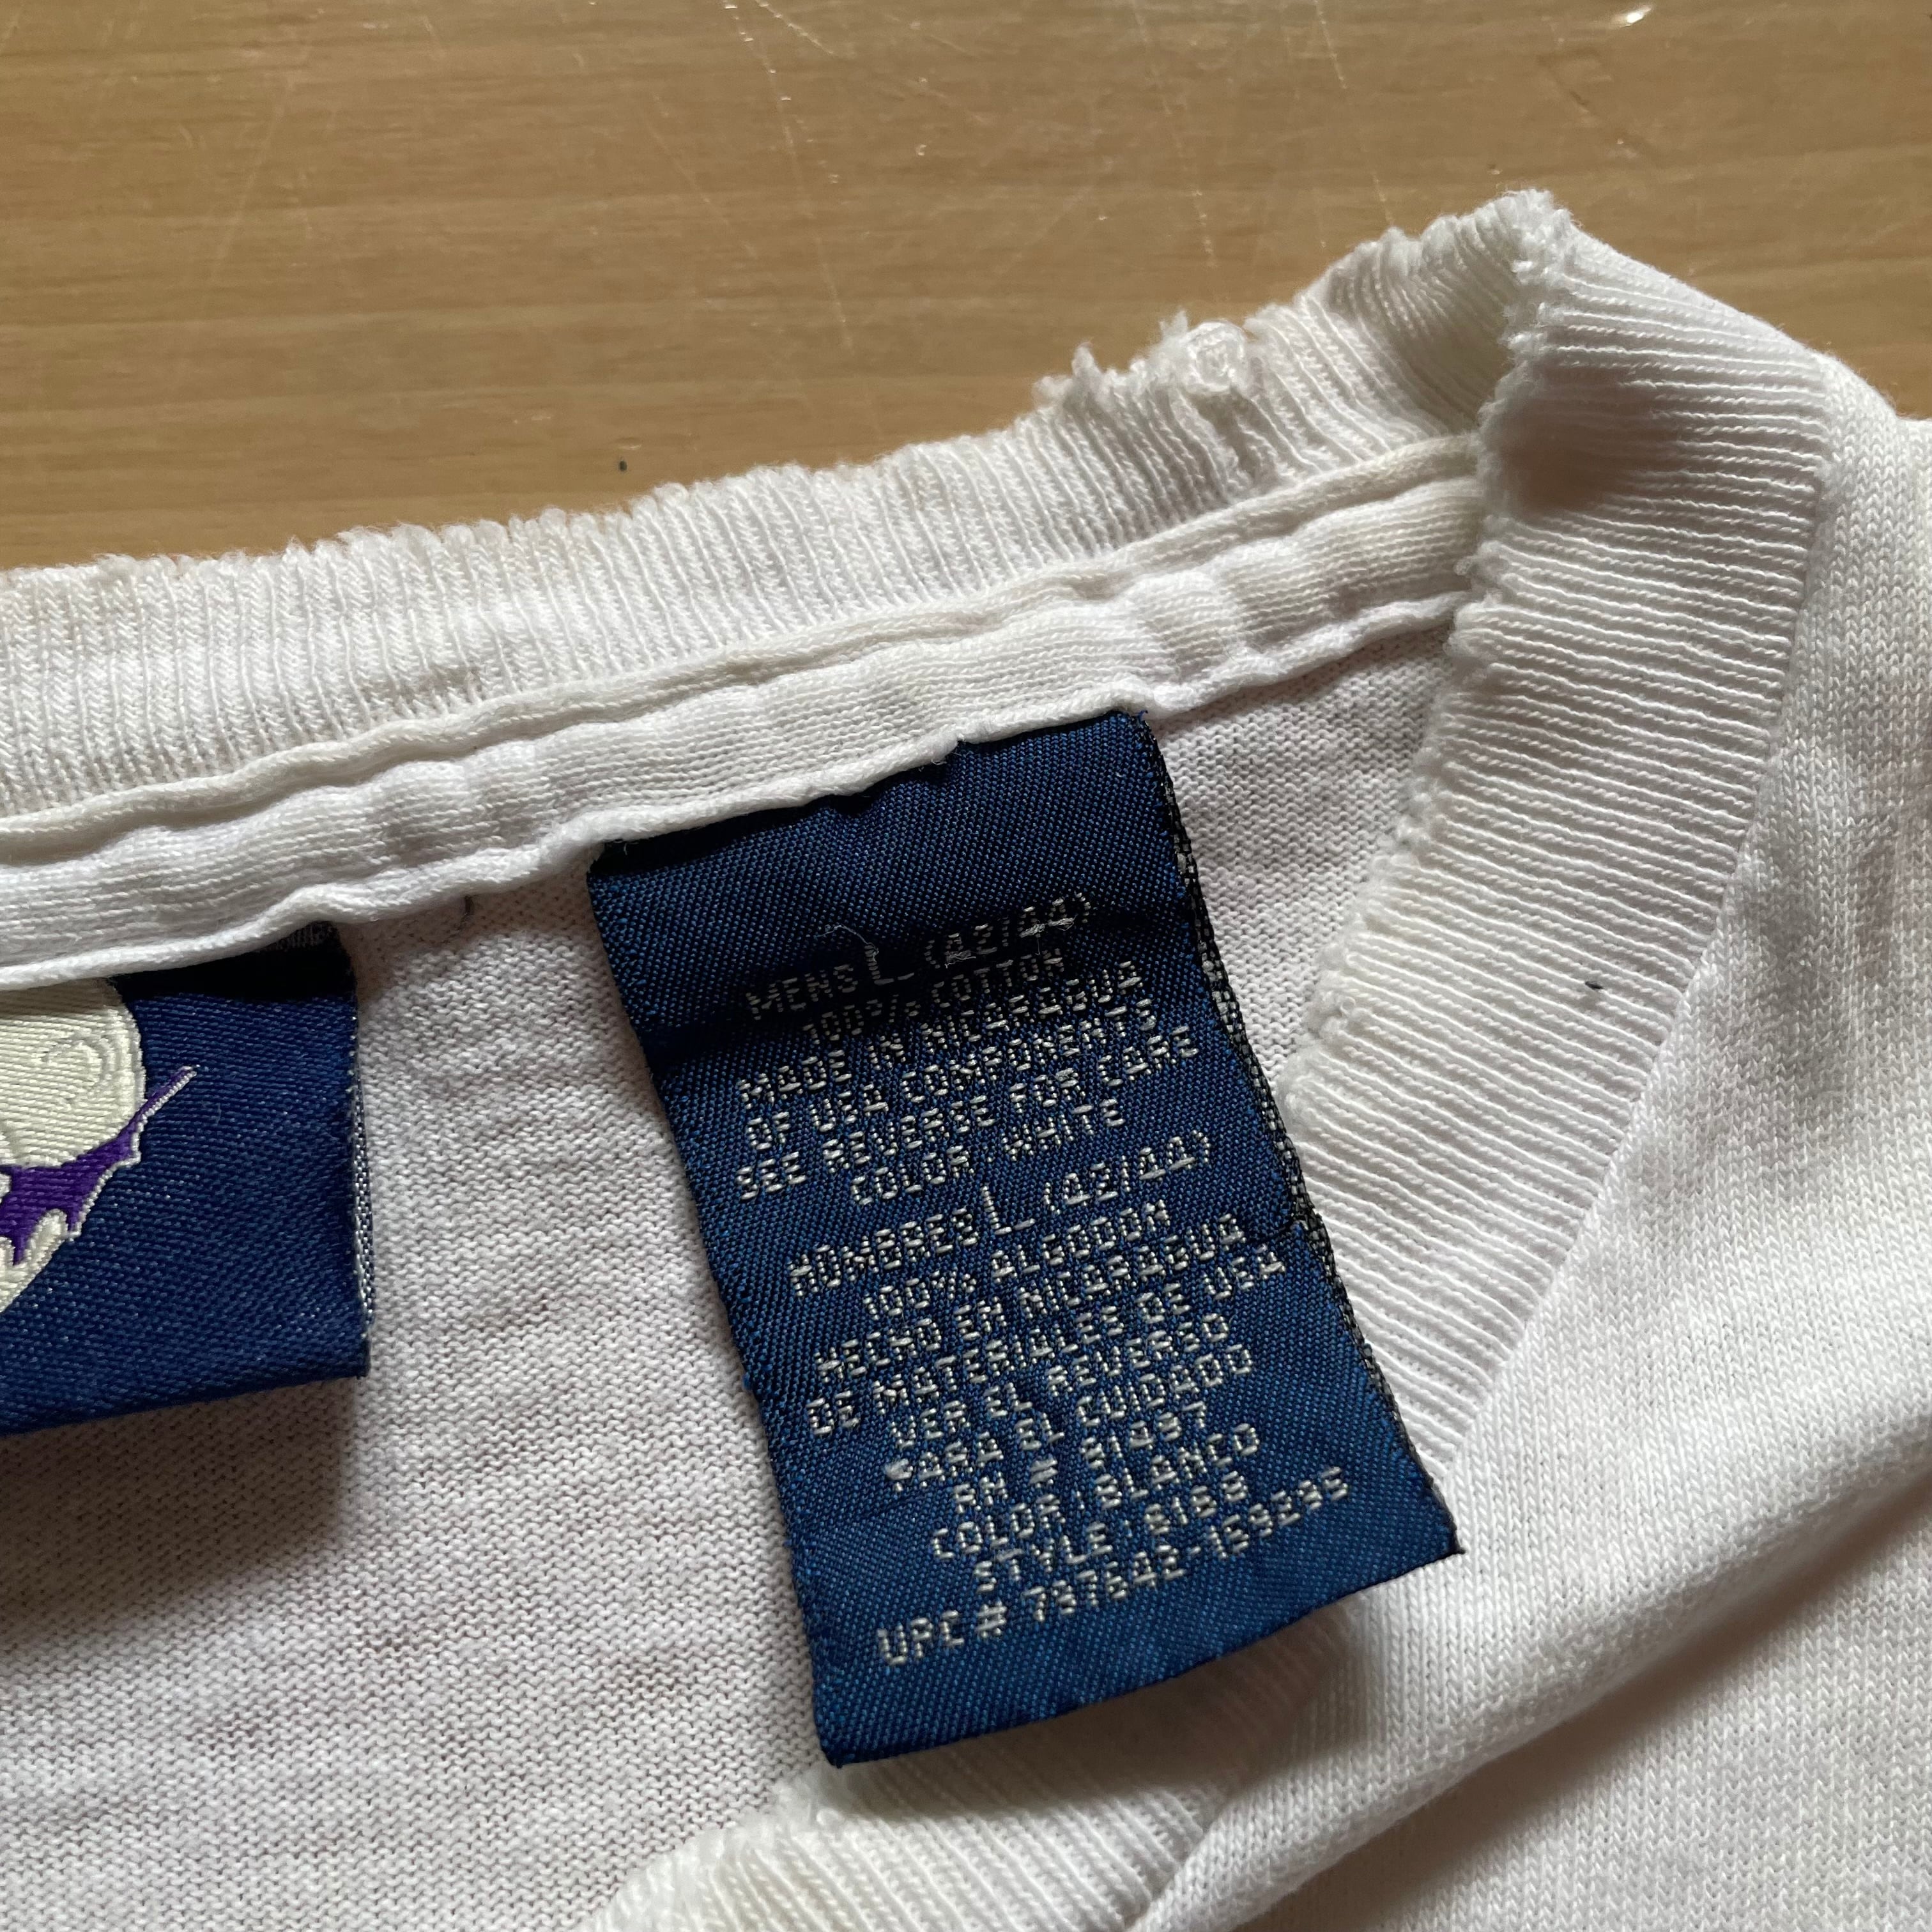 MENS L (42/44)
100% COTTON
MADE IN NICARAGUA
OF USA COMPONENTS
SEE REVERSE FOR CARE
COLOR WHITE
HOMBRES L (42/44)
100% ALGODON
HECHO EN NICARAGUA
DE MATERIALES DE USA
VER EL REVERSO
PARA EL CUIDADO
RN #
COLOR: BLANCO
STYLE:
UPC #